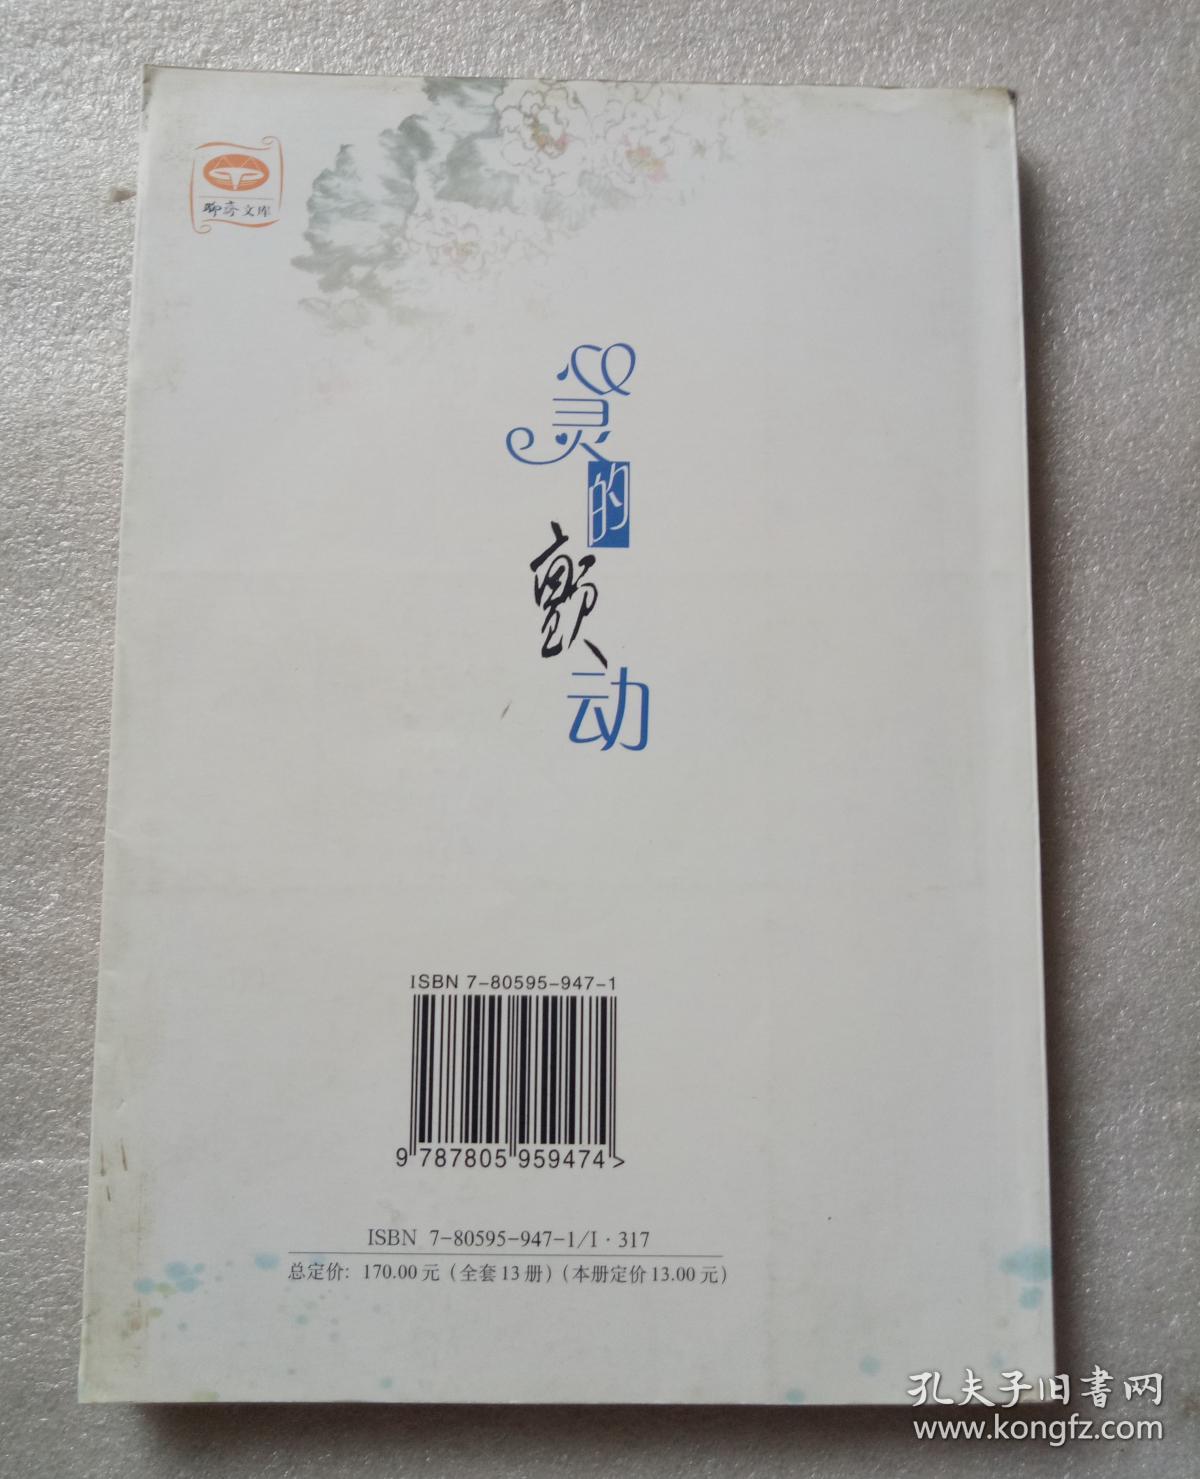 聊斋文库
心灵的颤动
ISBN 7-80595-947-1
9 787805 959474 >
ISBN 7-80595-947-1/I·317
总定价: 170.00元(全套13册)(本册定价13.00元)
孔夫子旧書网
www.kongfz.com